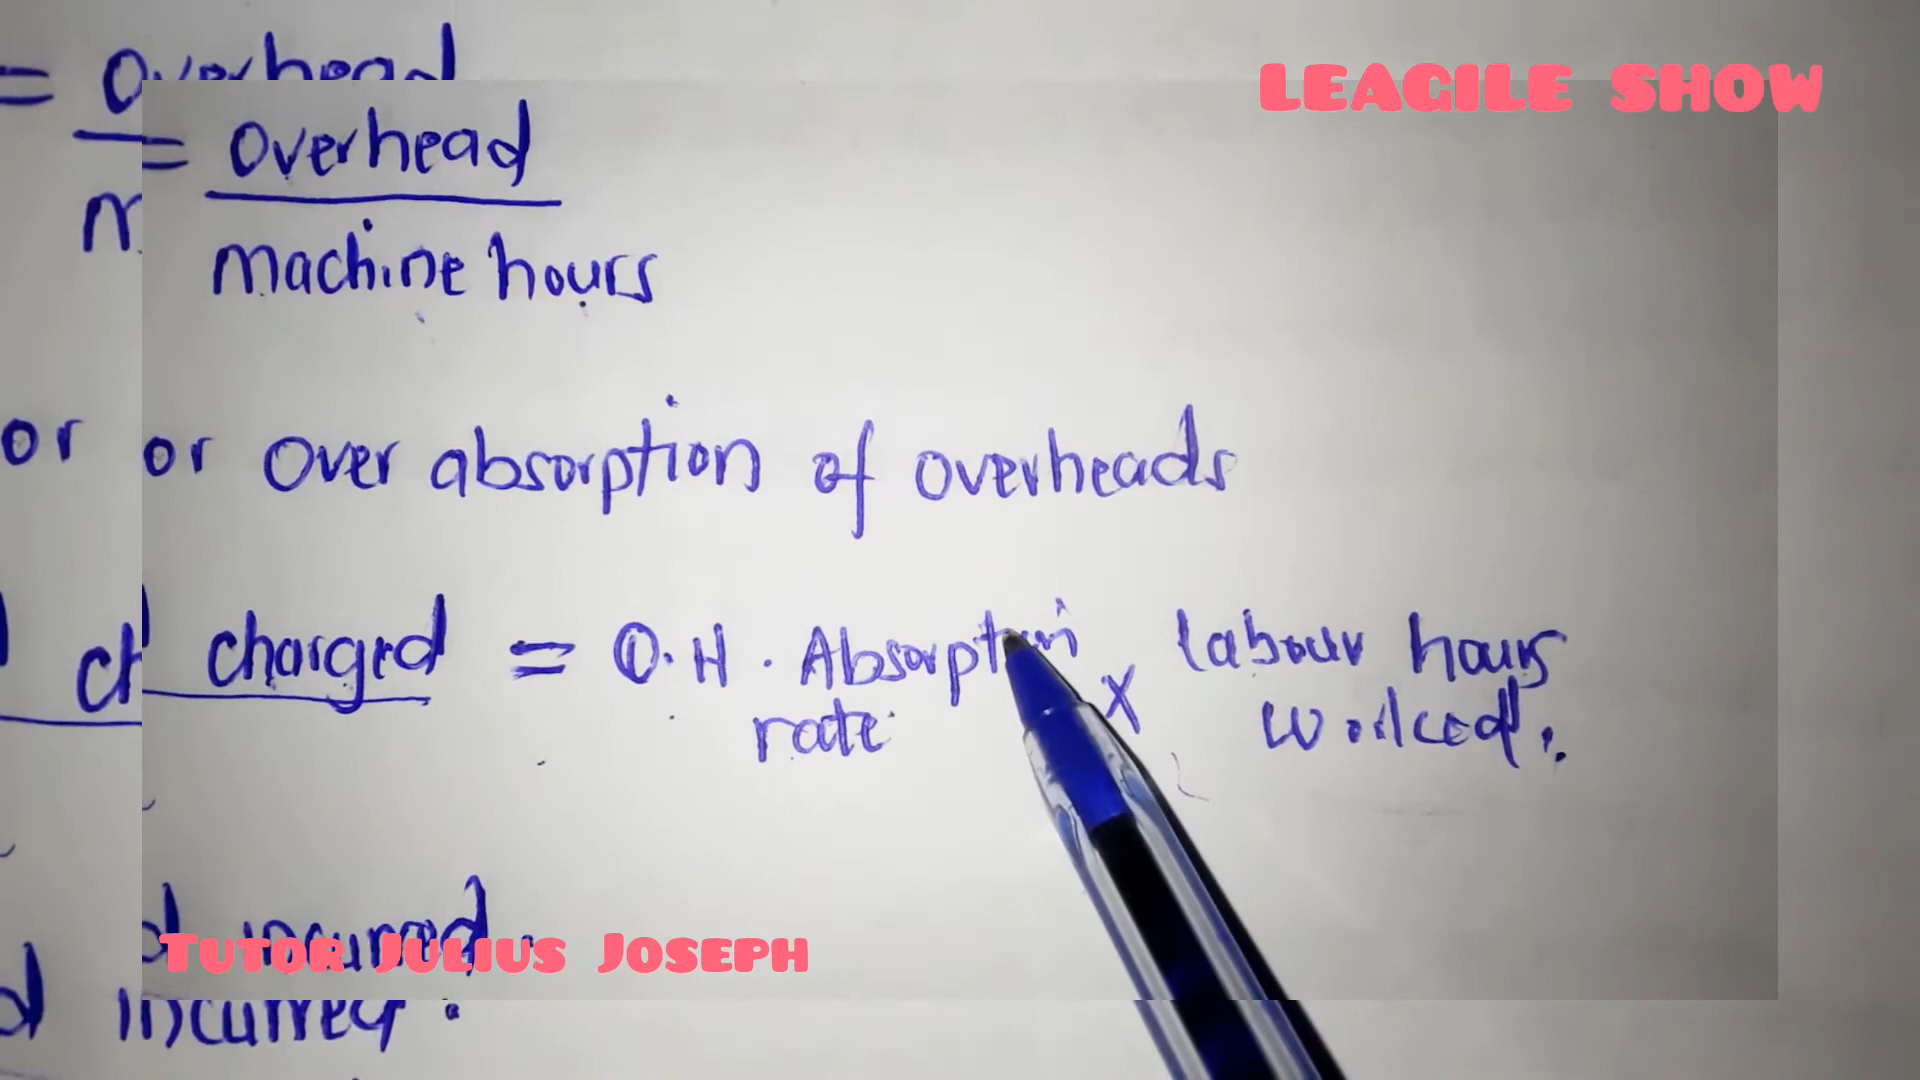 LEAGILE SHOW
= overhead
machine hours
or over absorption of overheads
charged = O.H. Absorption x labour hours
rate worked.
incurred.
TUTOR JULIUS JOSEPH